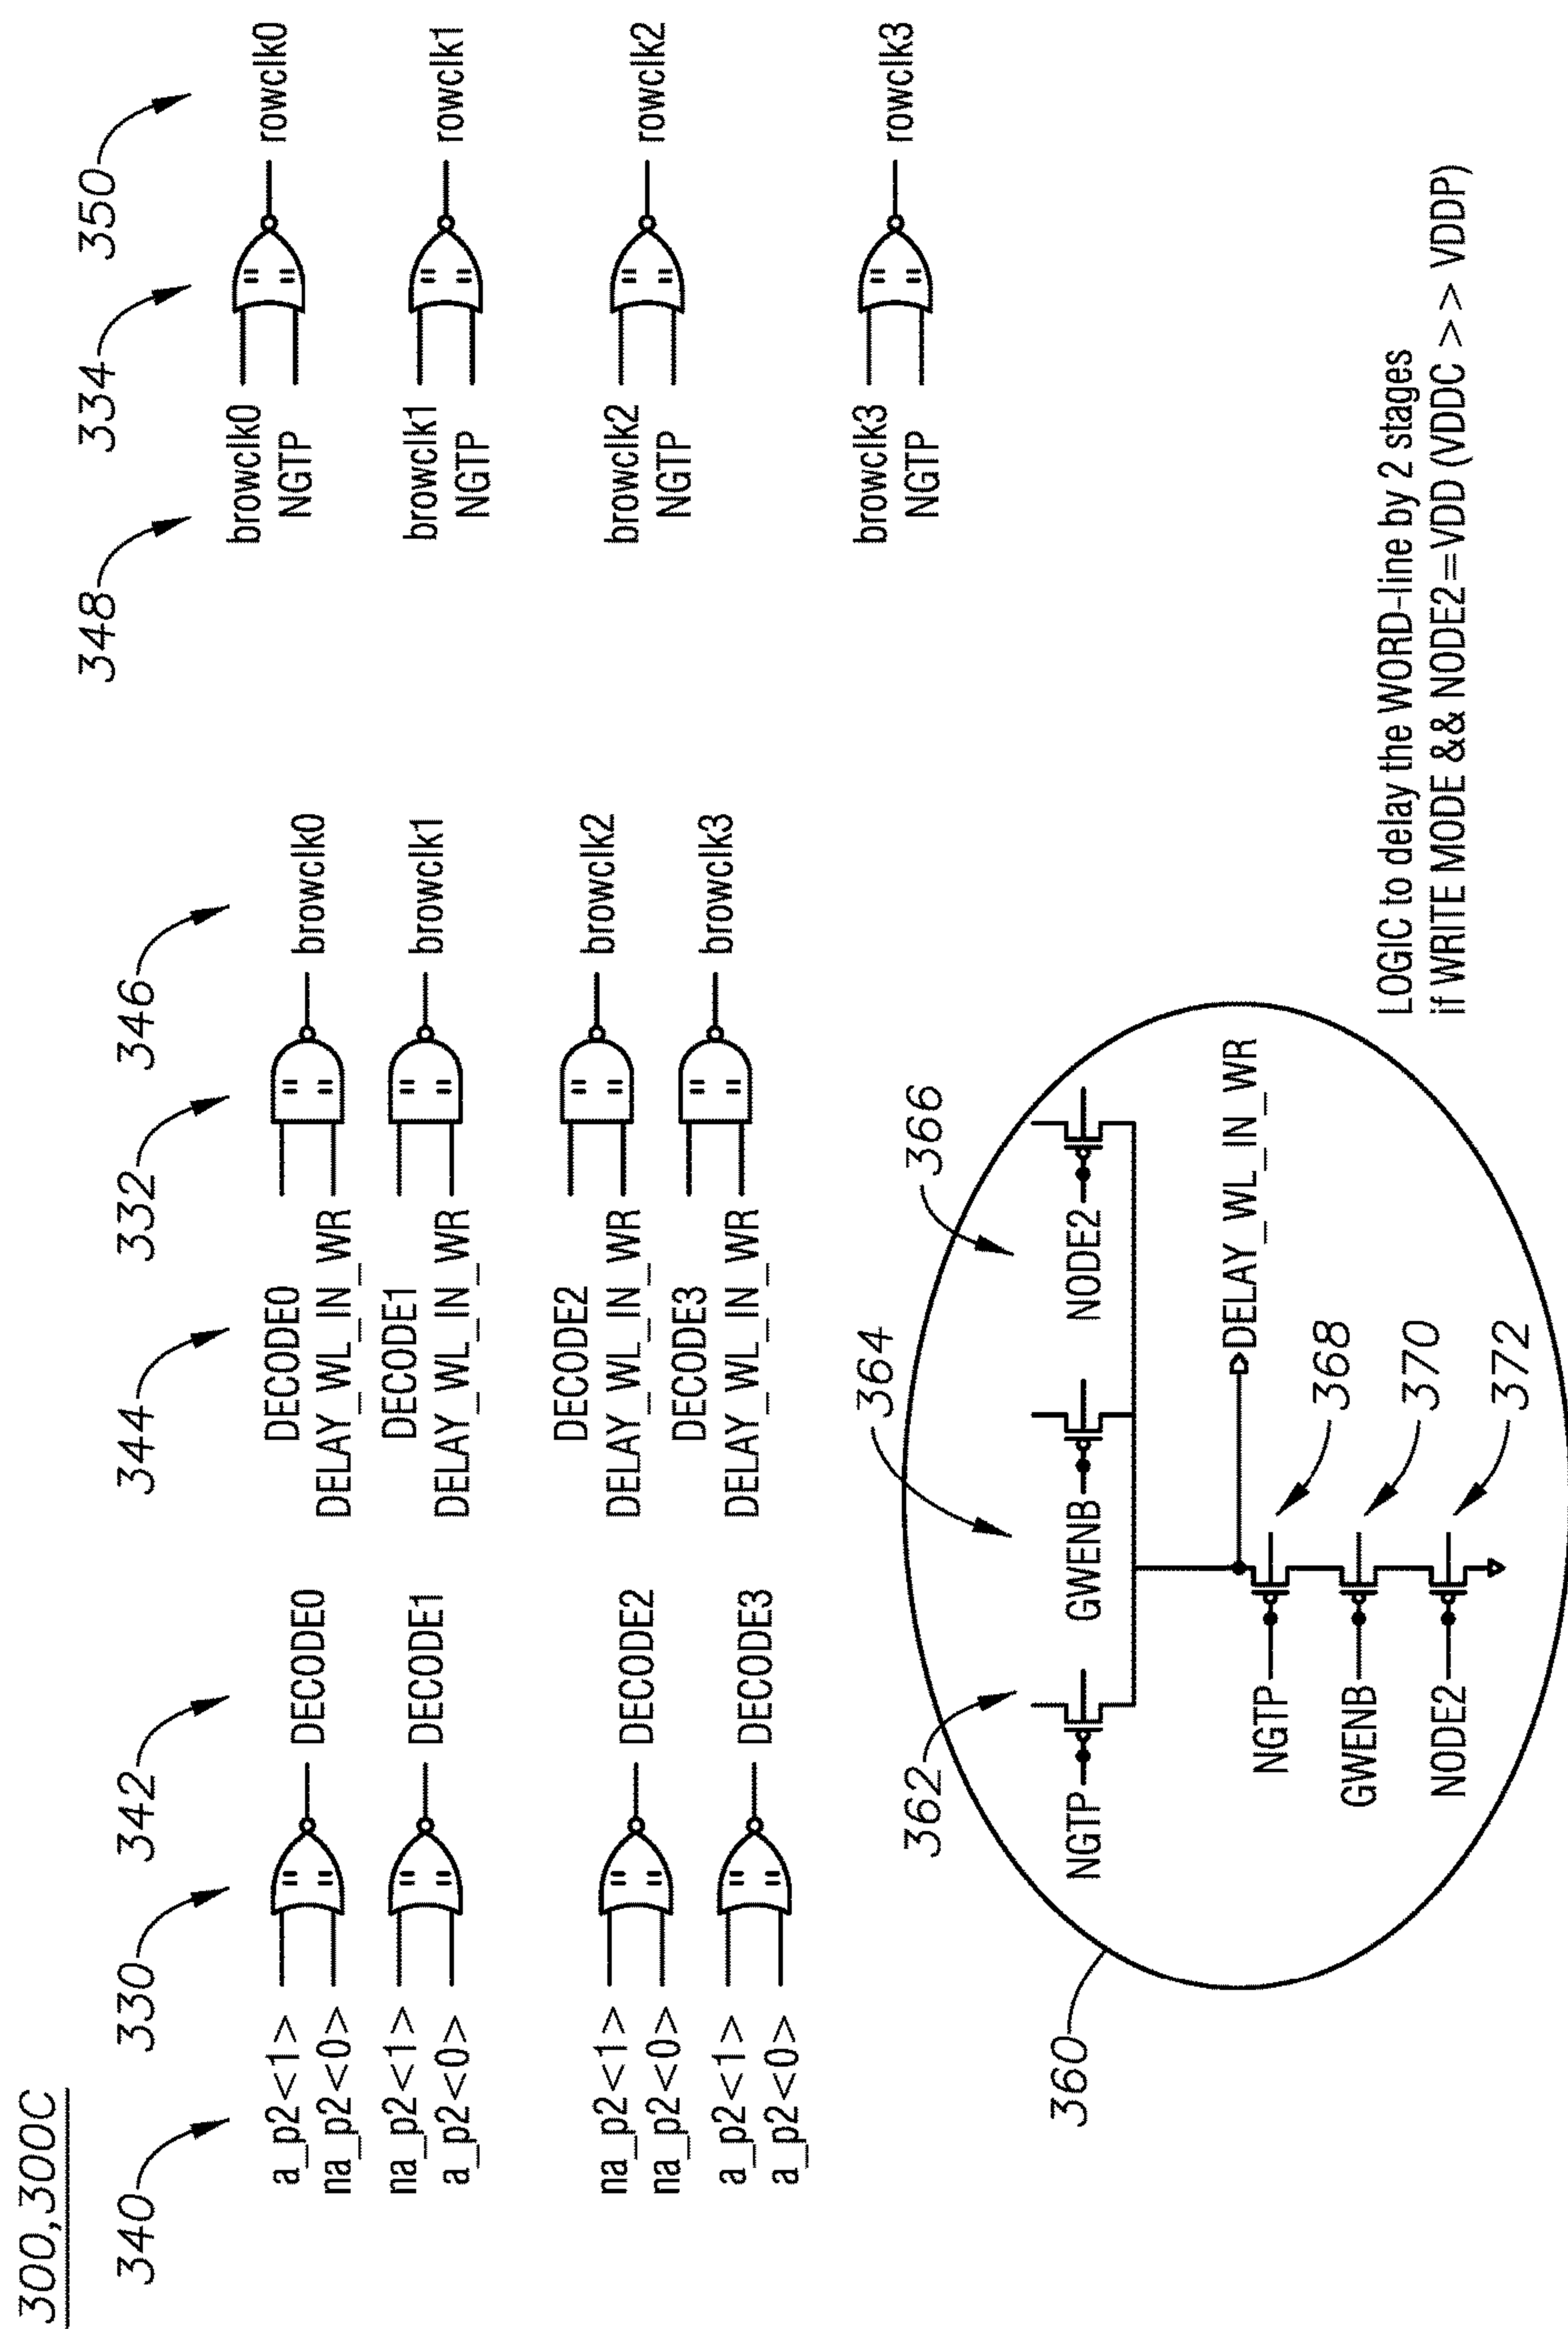 300,300C
340
330
342
344
332
346
348
334
350
a_p2<1>
na_p2<0>
DECODE0
na_p2<1>
a_p2<0>
DECODE1
na_p2<1>
na_p2<0>
DECODE2
a_p2<1>
a_p2<0>
DECODE3
DECODE0
DELAY_WL_IN_WR
browclk0
DECODE1
DELAY_WL_IN_WR
browclk1
DECODE2
DELAY_WL_IN_WR
browclk2
DECODE3
DELAY_WL_IN_WR
browclk3
browclk0
NGTP
rowclk0
browclk1
NGTP
rowclk1
browclk2
NGTP
rowclk2
browclk3
NGTP
rowclk3
360
362
364
366
NGTP
GWENB
NODE2
DELAY_WL_IN_WR
NGTP
368
GWENB
370
NODE2
372
LOGIC to delay the WORD-line by 2 stages
if WRITE MODE && NODE2=VDD (VDDC >> VDDP)